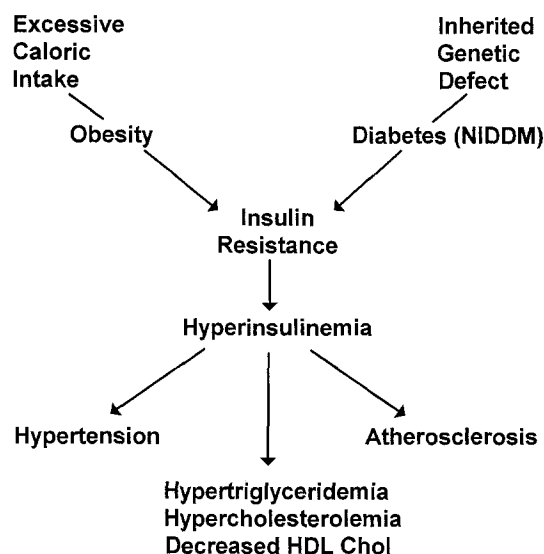 Excessive
Caloric
Intake
Inherited
Genetic
Defect
Obesity
Diabetes (NIDDM)
Insulin
Resistance
Hyperinsulinemia
Hypertension
Atherosclerosis
Hypertriglyceridemia
Hypercholesterolemia
Decreased HDL Chol